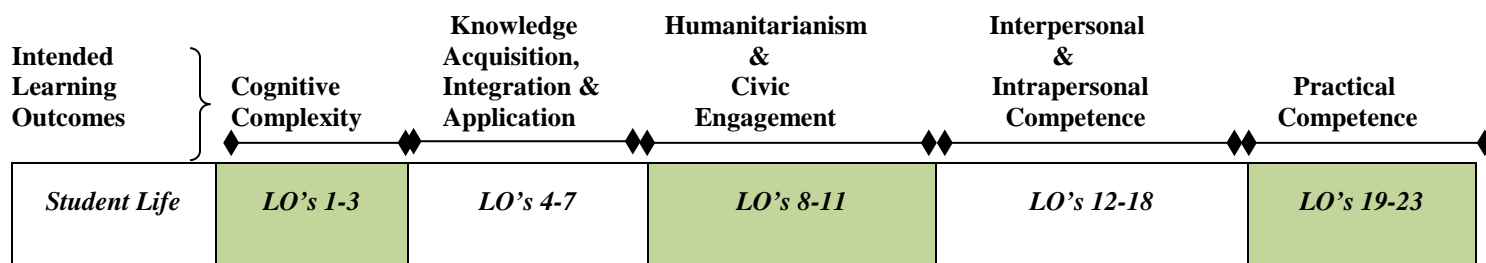 Intended
Learning
Outcomes
Cognitive
Complexity
Knowledge
Acquisition,
Integration &
Application
Humanitarianism
&
Civic
Engagement
Interpersonal
&
Intrapersonal
Competence
Practical
Competence
Student Life
LO's 1-3
LO's 4-7
LO's 8-11
LO's 12-18
LO's 19-23